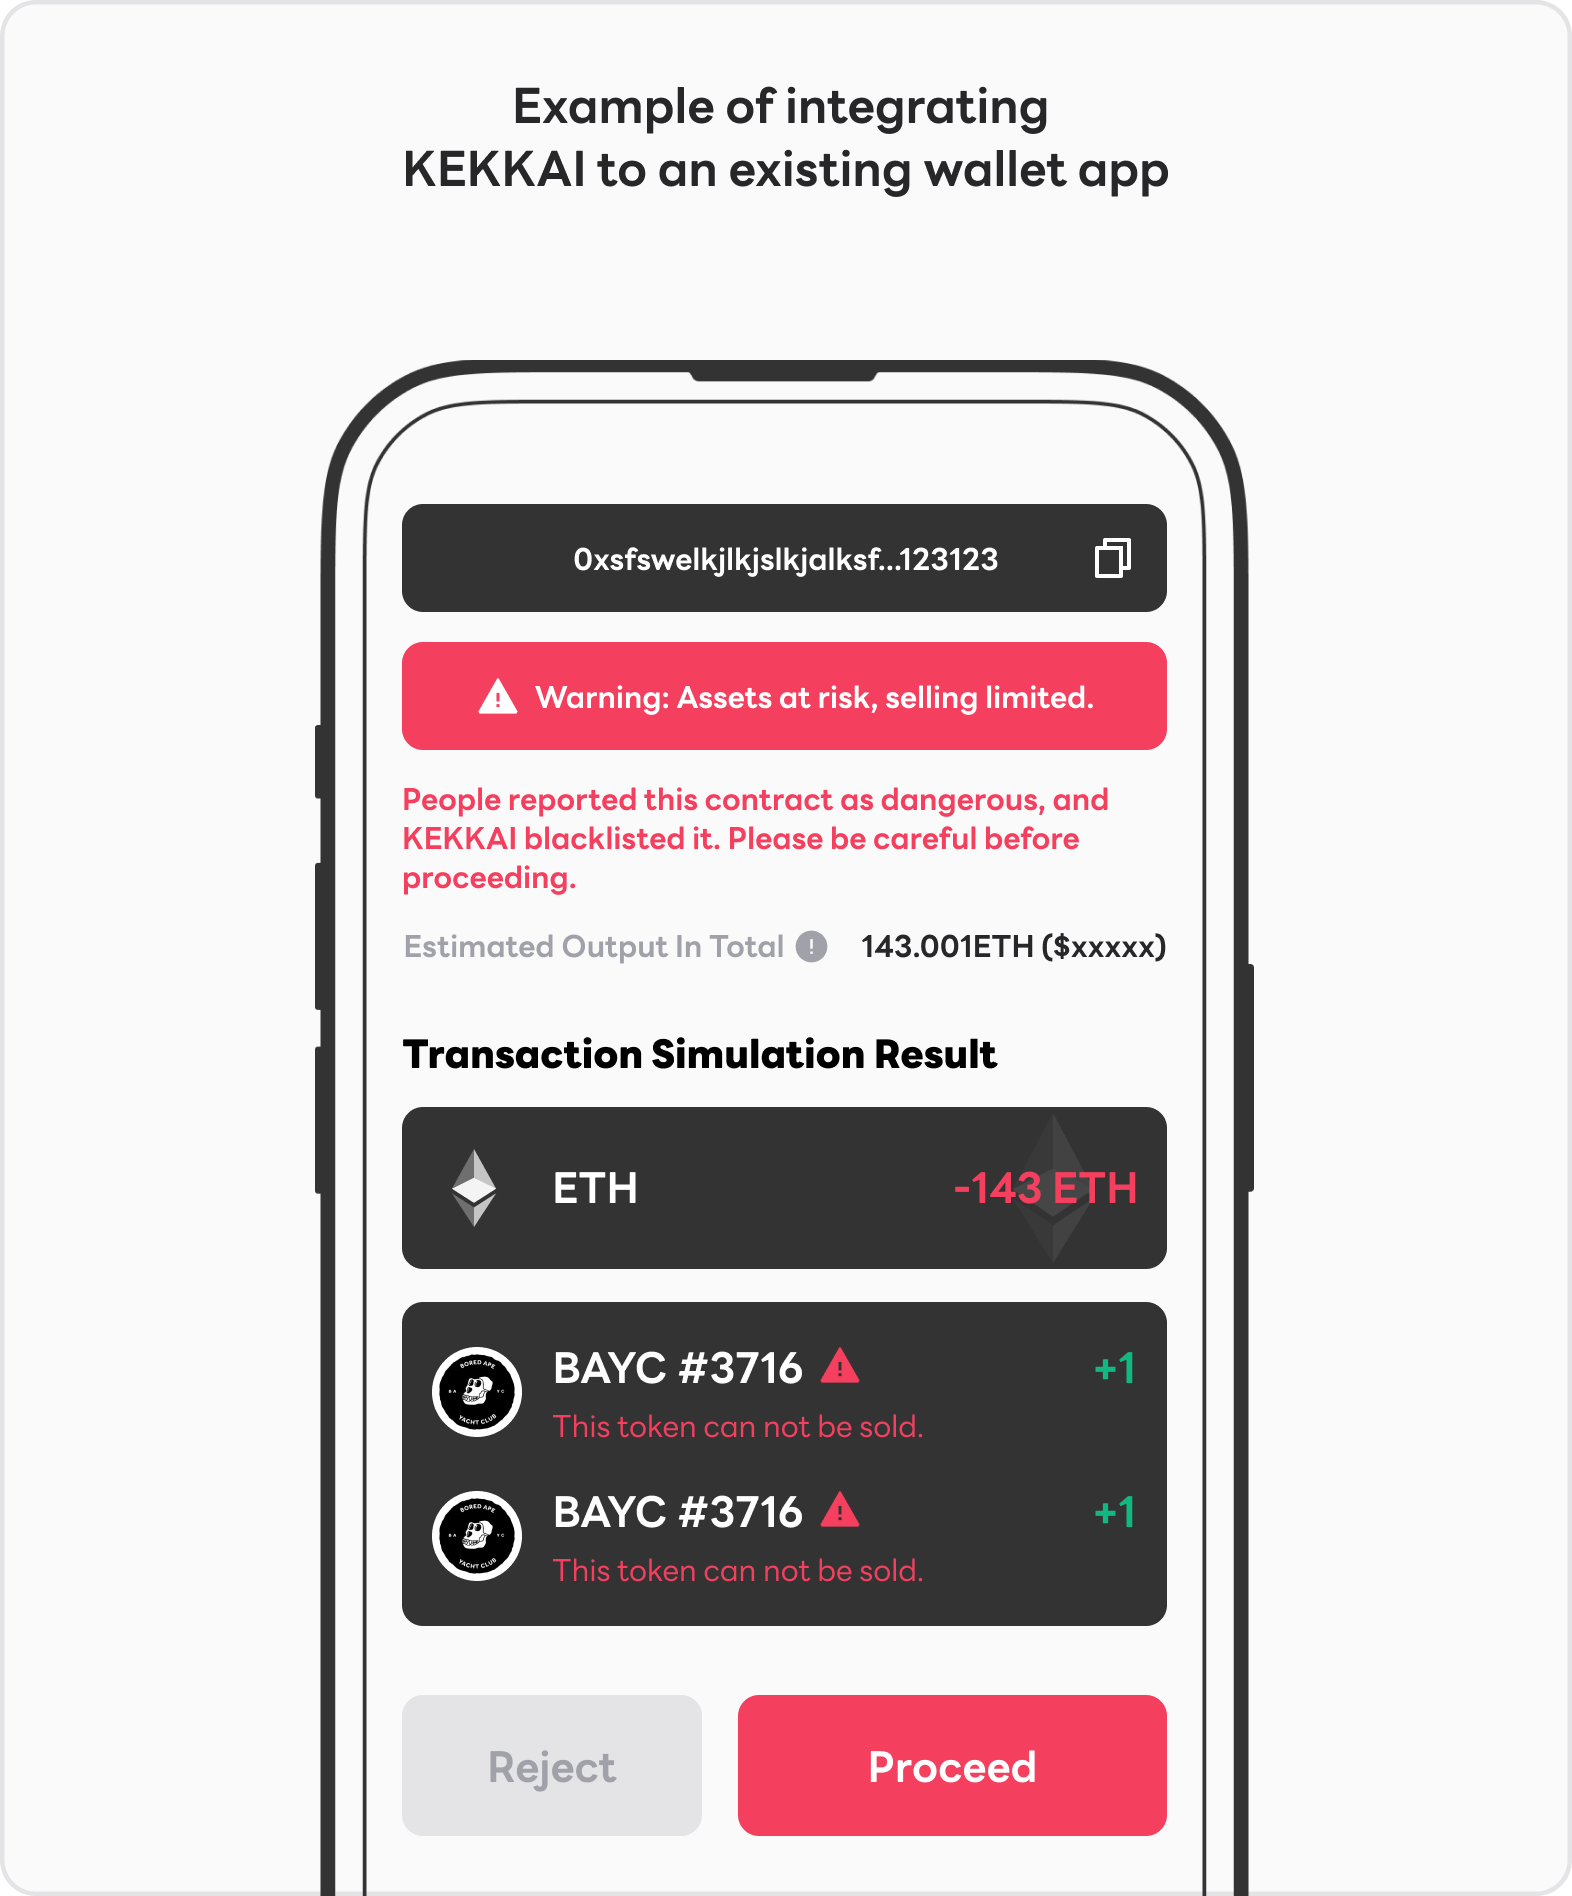 Example of integrating
KEKKAI to an existing wallet app
0xsfswelkjlkjslkjalksf...123123
Warning: Assets at risk, selling limited.
People reported this contract as dangerous, and
KEKKAI blacklisted it. Please be careful before
proceeding.
Estimated Output In Total 143.001ETH ($xxxxx)
Transaction Simulation Result
ETH -143 ETH
BORED APE
B A Y C
YACHT CLUB
BAYC #3716 +1
This token can not be sold.
BORED APE
B A Y C
YACHT CLUB
BAYC #3716 +1
This token can not be sold.
Reject Proceed